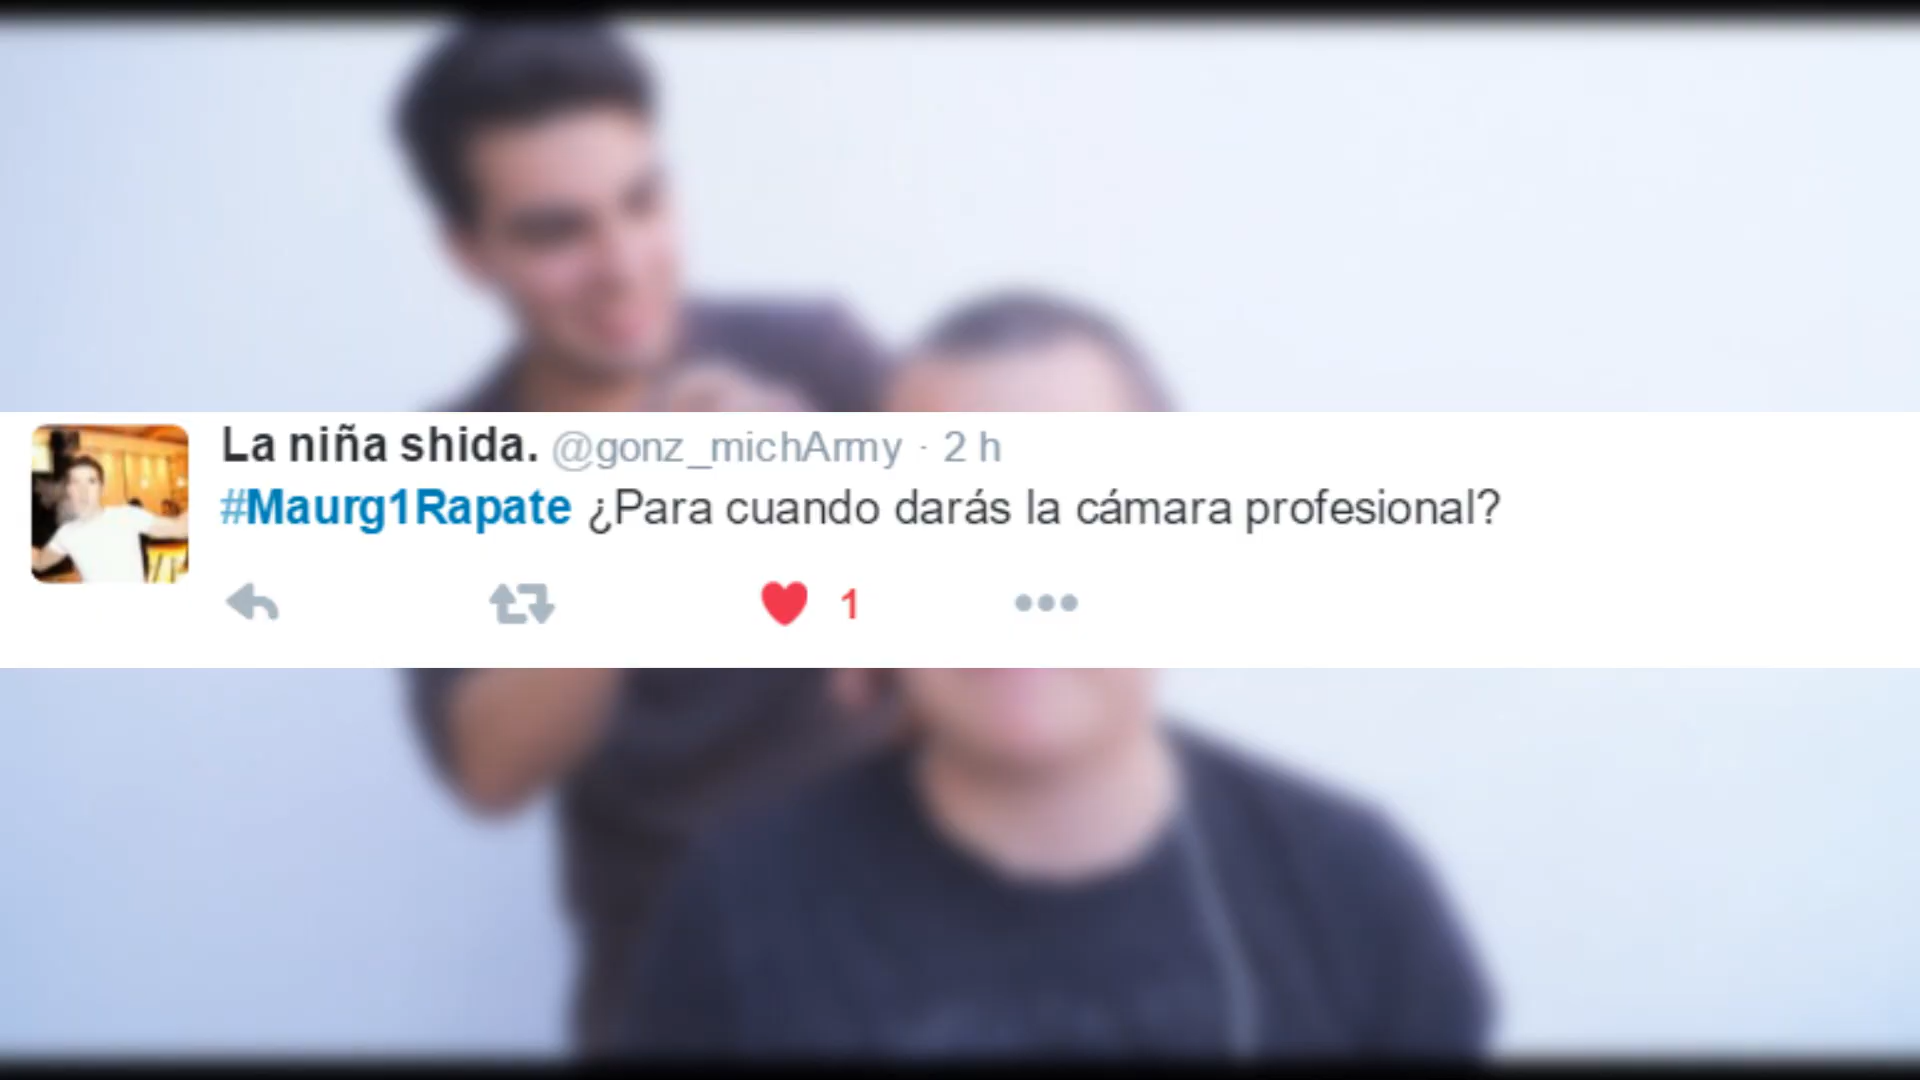 La niña shida. @gonz_michArmy · 2 h
#Maurg1Rapate ¿Para cuando darás la cámara profesional?
1